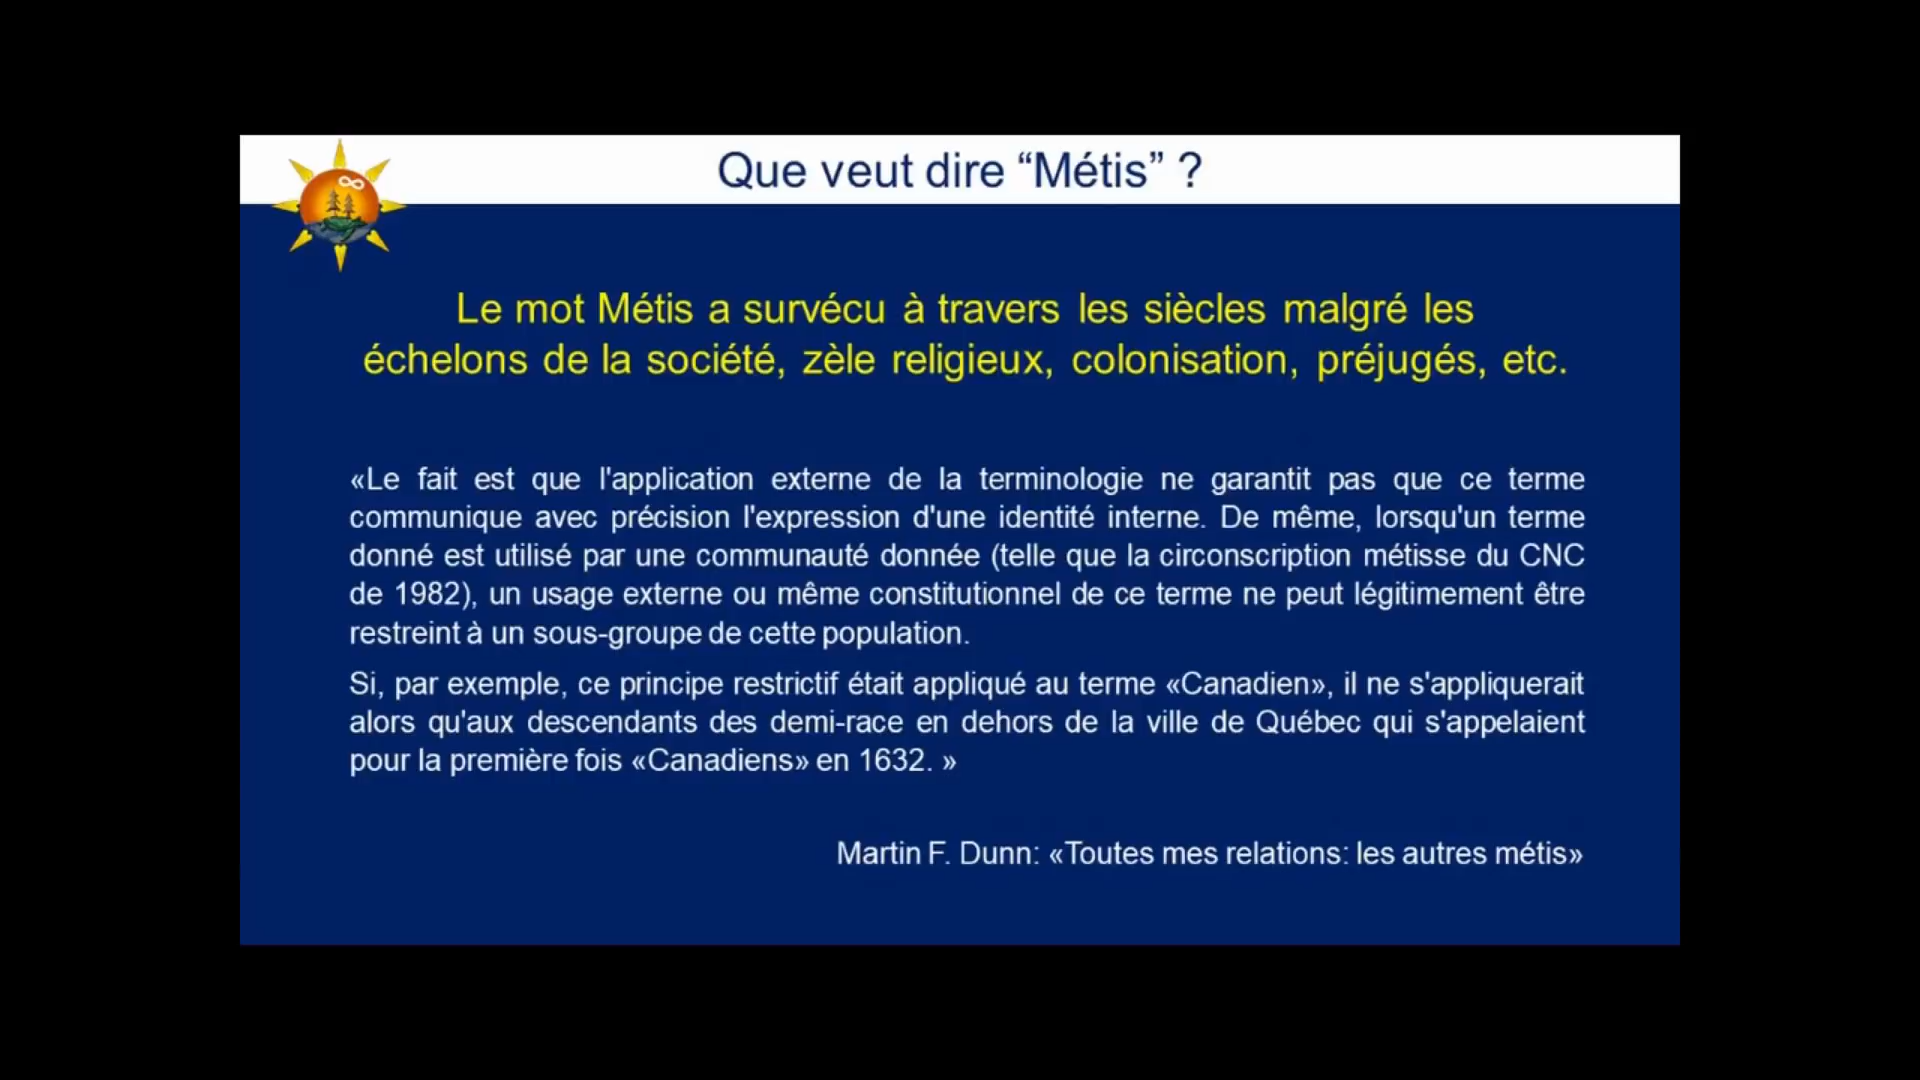 Que veut dire “Métis” ?
Le mot Métis a survécu à travers les siècles malgré les
échelons de la société, zèle religieux, colonisation, préjugés, etc.
«Le fait est que l'application externe de la terminologie ne garantit pas que ce terme
communique avec précision l'expression d'une identité interne. De même, lorsqu'un terme
donné est utilisé par une communauté donnée (telle que la circonscription métisse du CNC
de 1982), un usage externe ou même constitutionnel de ce terme ne peut légitimement être
restreint à un sous-groupe de cette population.
Si, par exemple, ce principe restrictif était appliqué au terme «Canadien», il ne s'appliquerait
alors qu'aux descendants des demi-race en dehors de la ville de Québec qui s'appelaient
pour la première fois «Canadiens» en 1632. »
Martin F. Dunn: «Toutes mes relations: les autres métis»